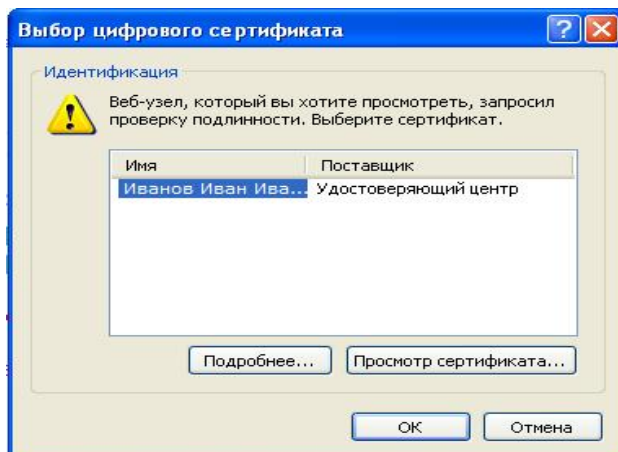 Выбор цифрового сертификата
Идентификация
Веб-узел, который вы хотите просмотреть, запросил
проверку подлинности. Выберите сертификат.
Имя Поставщик
Иванов Иван Ива... Удостоверяющий центр
Подробнее... Просмотр сертификата...
ОК Отмена